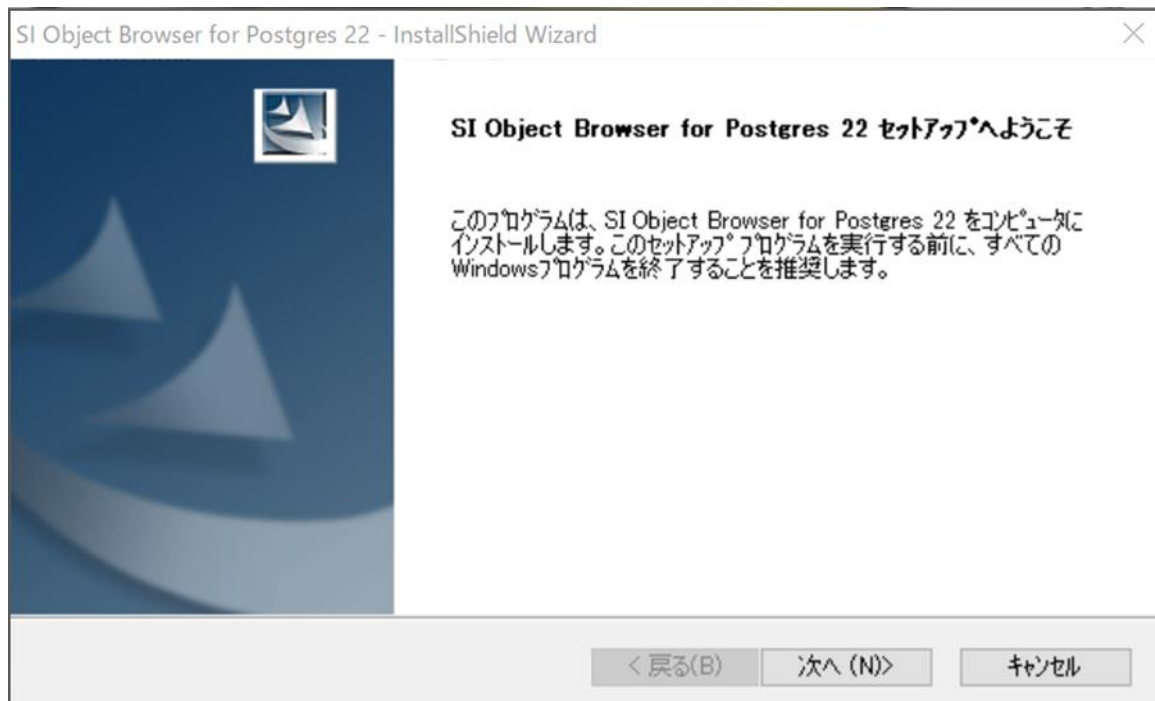 SI Object Browser for Postgres 22 - InstallShield Wizard
SI Object Browser for Postgres 22 ｾｯﾄｱｯﾌﾟへようこそ
このﾌﾟﾛｸﾞﾗﾑは、SI Object Browser for Postgres 22 をｺﾝﾋﾟｭｰﾀに
ｲﾝｽﾄｰﾙします。このｾｯﾄｱｯﾌﾟ ﾌﾟﾛｸﾞﾗﾑを実行する前に、すべての
Windowsﾌﾟﾛｸﾞﾗﾑを終了することを推奨します。
< 戻る(B)
次へ (N)>
ｷｬﾝｾﾙ